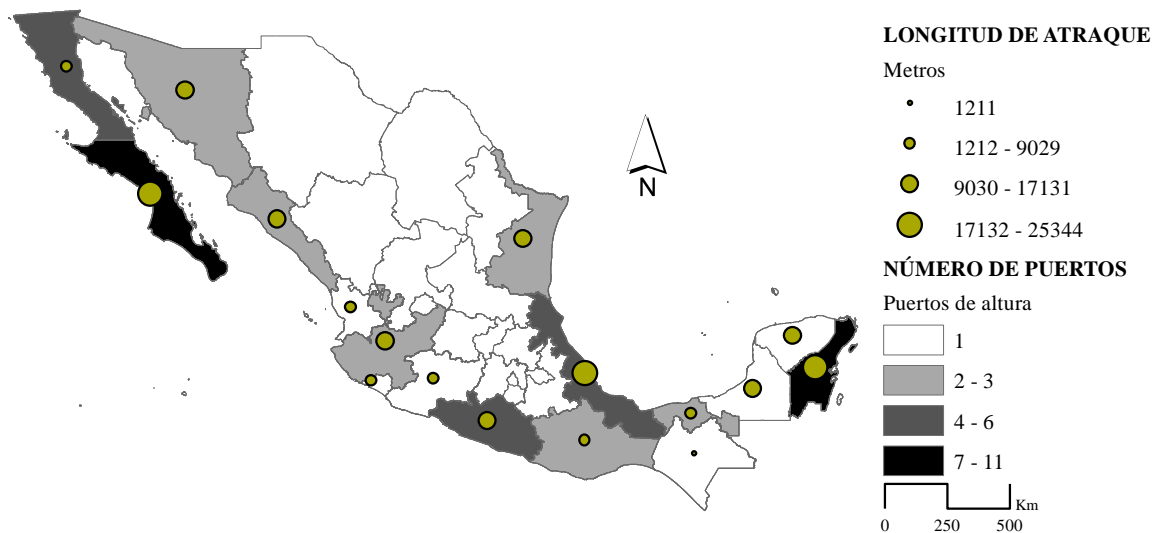 LONGITUD DE ATRAQUE
Metros
1211
1212 - 9029
9030 - 17131
17132 - 25344
N
NÚMERO DE PUERTOS
Puertos de altura
1
2 - 3
4 - 6
7 - 11
Km
0 250 500